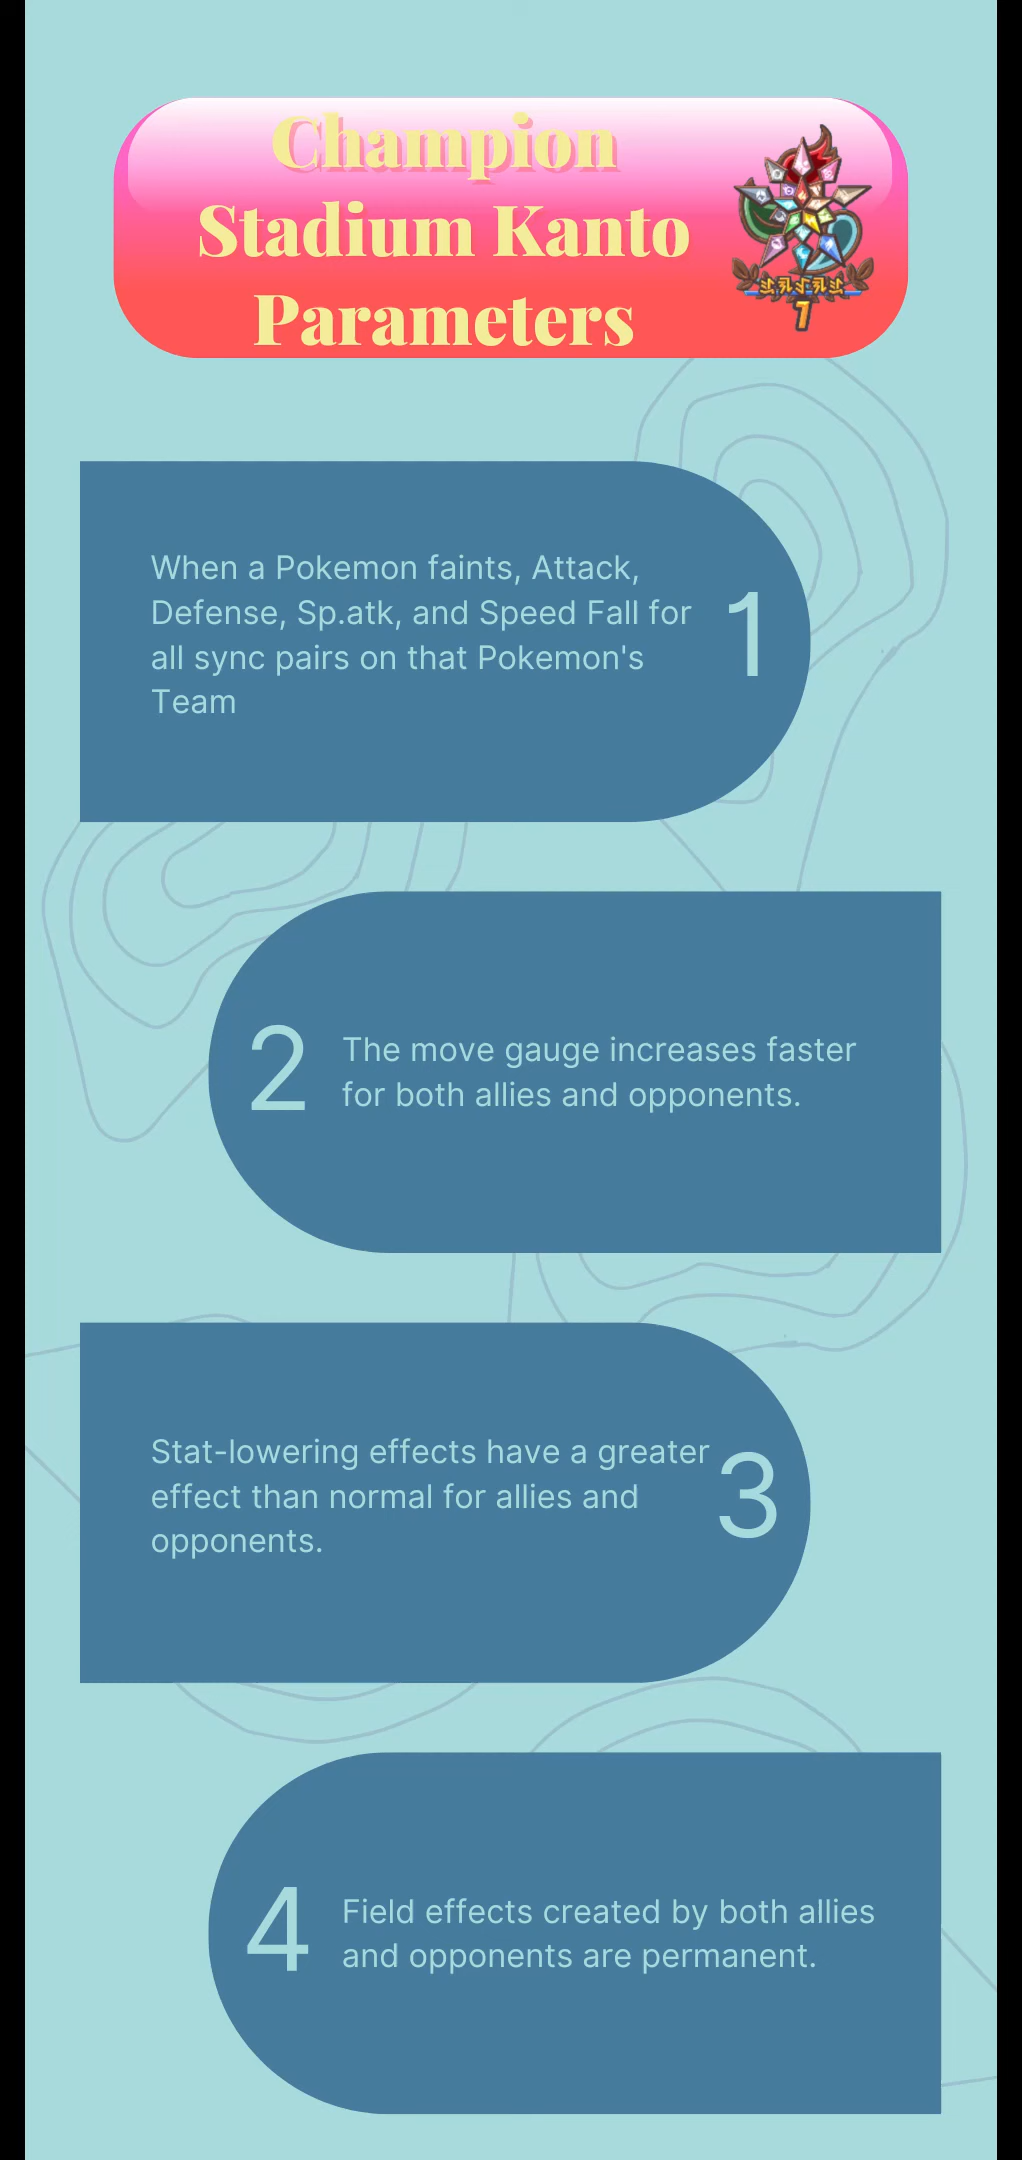 Champion
Stadium Kanto
Parameters
1
When a Pokemon faints, Attack,
Defense, Sp.atk, and Speed Fall for
all sync pairs on that Pokemon's
Team
1
2
The move gauge increases faster
for both allies and opponents.
Stat-lowering effects have a greater
effect than normal for allies and
opponents.
3
4
Field effects created by both allies
and opponents are permanent.